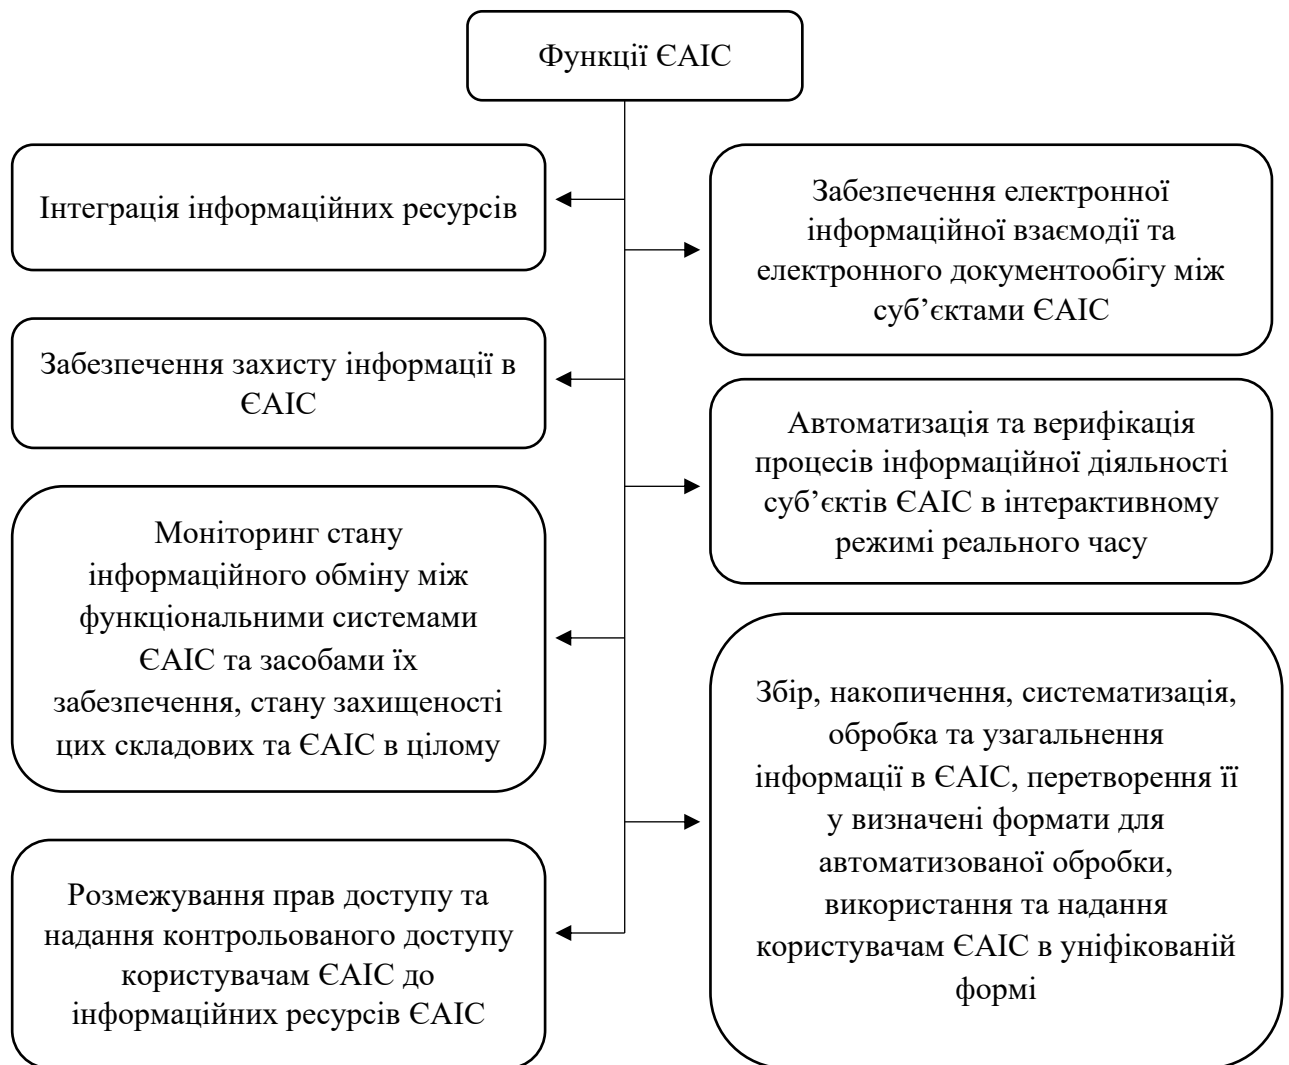 Функції ЄАІС
Інтеграція інформаційних ресурсів
Забезпечення електронної
інформаційної взаємодії та
електронного документообігу між
суб’єктами ЄАІС
Забезпечення захисту інформації в
ЄАІС
Автоматизація та верифікація
процесів інформаційної діяльності
суб’єктів ЄАІС в інтерактивному
режимі реального часу
Моніторинг стану
інформаційного обміну між
функціональними системами
ЄАІС та засобами їх
забезпечення, стану захищеності
цих складових та ЄАІС в цілому
Збір, накопичення, систематизація,
обробка та узагальнення
інформації в ЄАІС, перетворення її
у визначені формати для
автоматизованої обробки,
використання та надання
користувачам ЄАІС в уніфікованій
формі
Розмежування прав доступу та
надання контрольованого доступу
користувачам ЄАІС до
інформаційних ресурсів ЄАІС